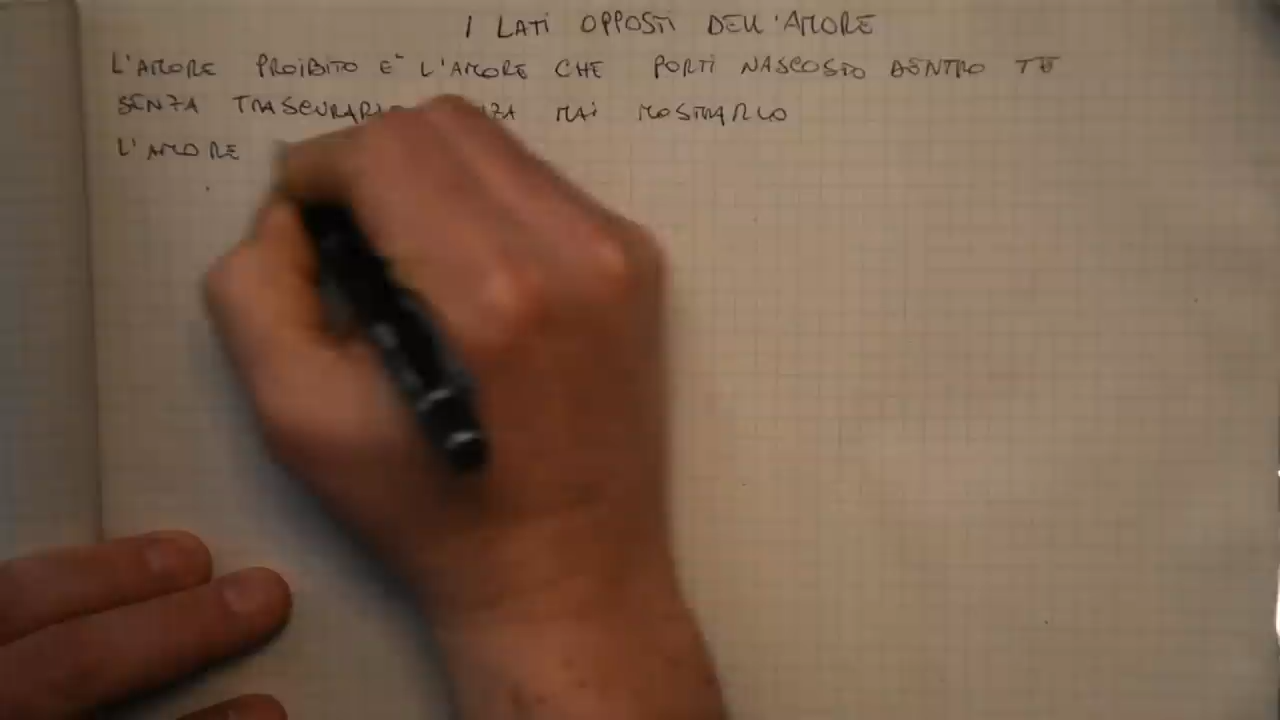 I LATI OPPOSTI DELL'AMORE
L'AMORE PROIBITO E' L'AMORE CHE PORTI NASCOSTO DENTRO TE
SENZA MAI MOSTRARLO
L'AMORE